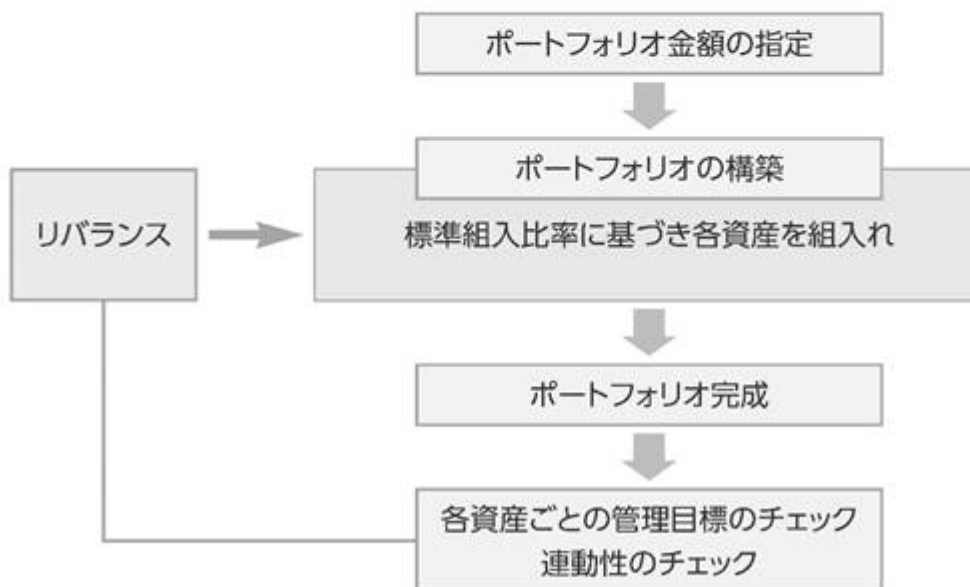 ポートフォリオ金額の指定
ポートフォリオの構築
リバランス
標準組入比率に基づき各資産を組入れ
ポートフォリオ完成
各資産ごとの管理目標のチェック
連動性のチェック